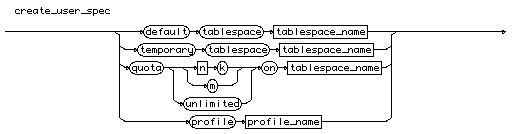 create_user_spec
default tablespace tablespace_name
temporary tablespace tablespace_name
quota n k on tablespace_name
m
unlimited
profile profile_name